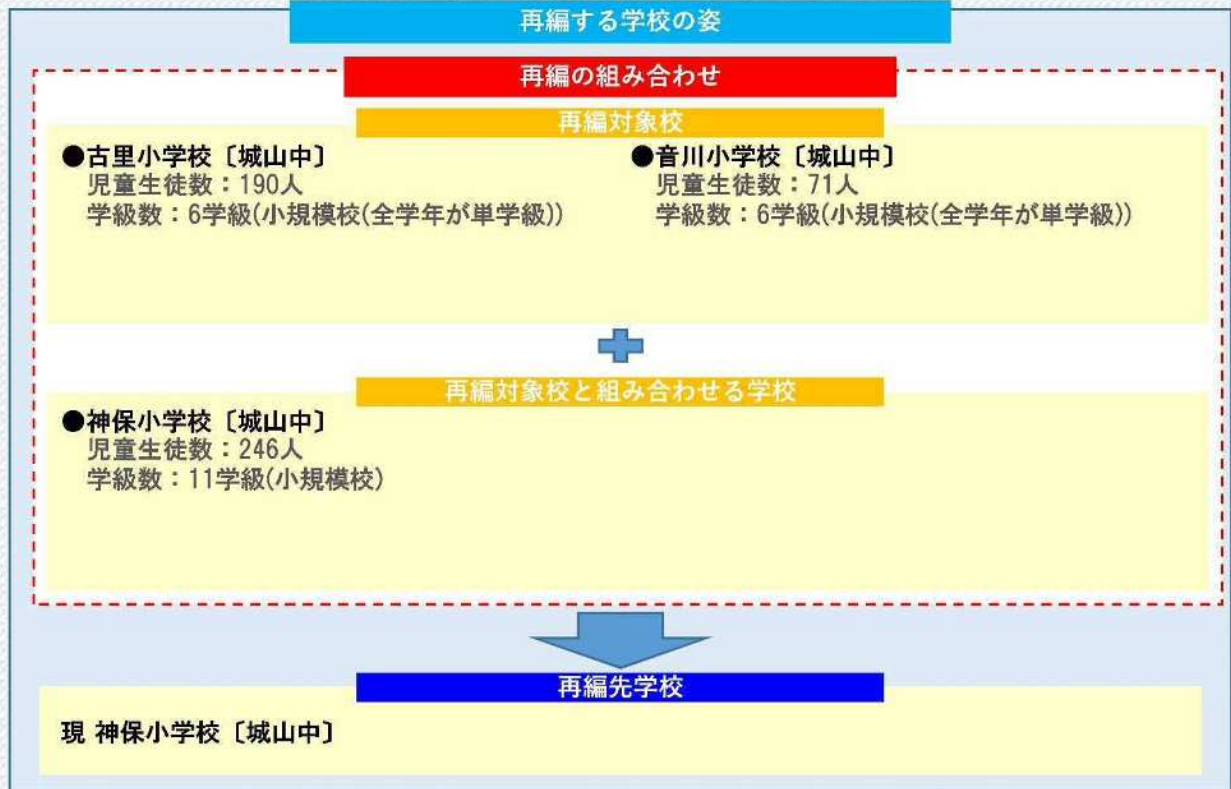 再編する学校の姿
再編の組み合わせ
再編対象校
●古里小学校〔城山中〕
児童生徒数：190人
学級数：6学級(小規模校(全学年が単学級))
●音川小学校〔城山中〕
児童生徒数：71人
学級数：6学級(小規模校(全学年が単学級))
再編対象校と組み合わせる学校
●神保小学校〔城山中〕
児童生徒数：246人
学級数：11学級(小規模校)
再編先学校
現 神保小学校〔城山中〕